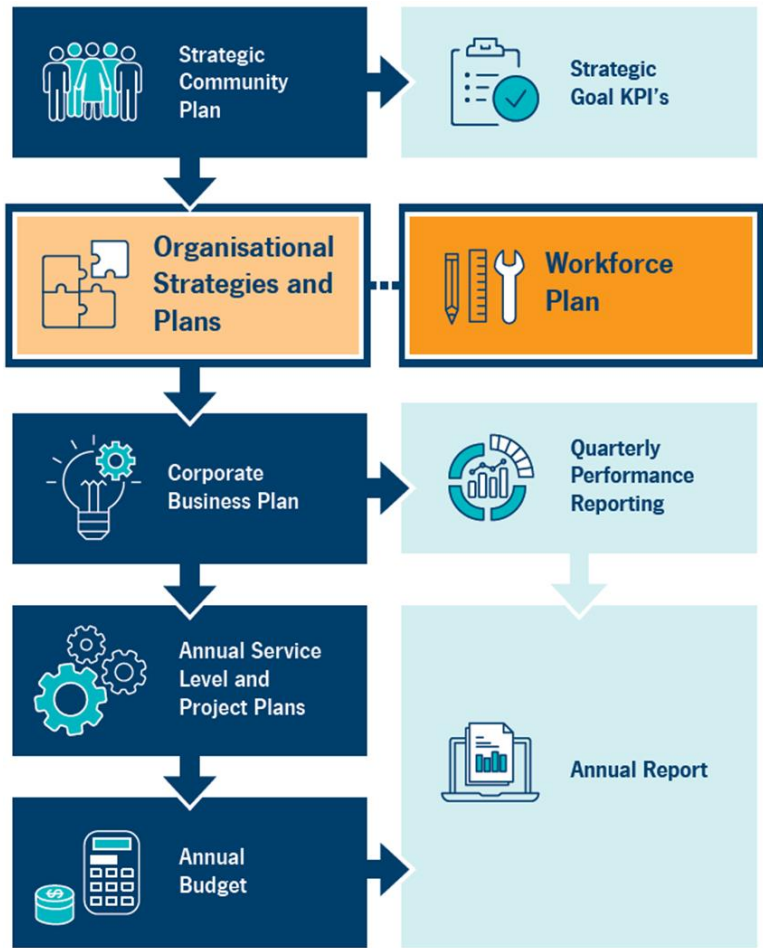 Strategic
Community
Plan
Strategic
Goal KPI's
Organisational
Strategies and
Plans
Workforce
Plan
Corporate
Business Plan
Quarterly
Performance
Reporting
Annual Service
Level and
Project Plans
Annual Report
Annual
Budget
$